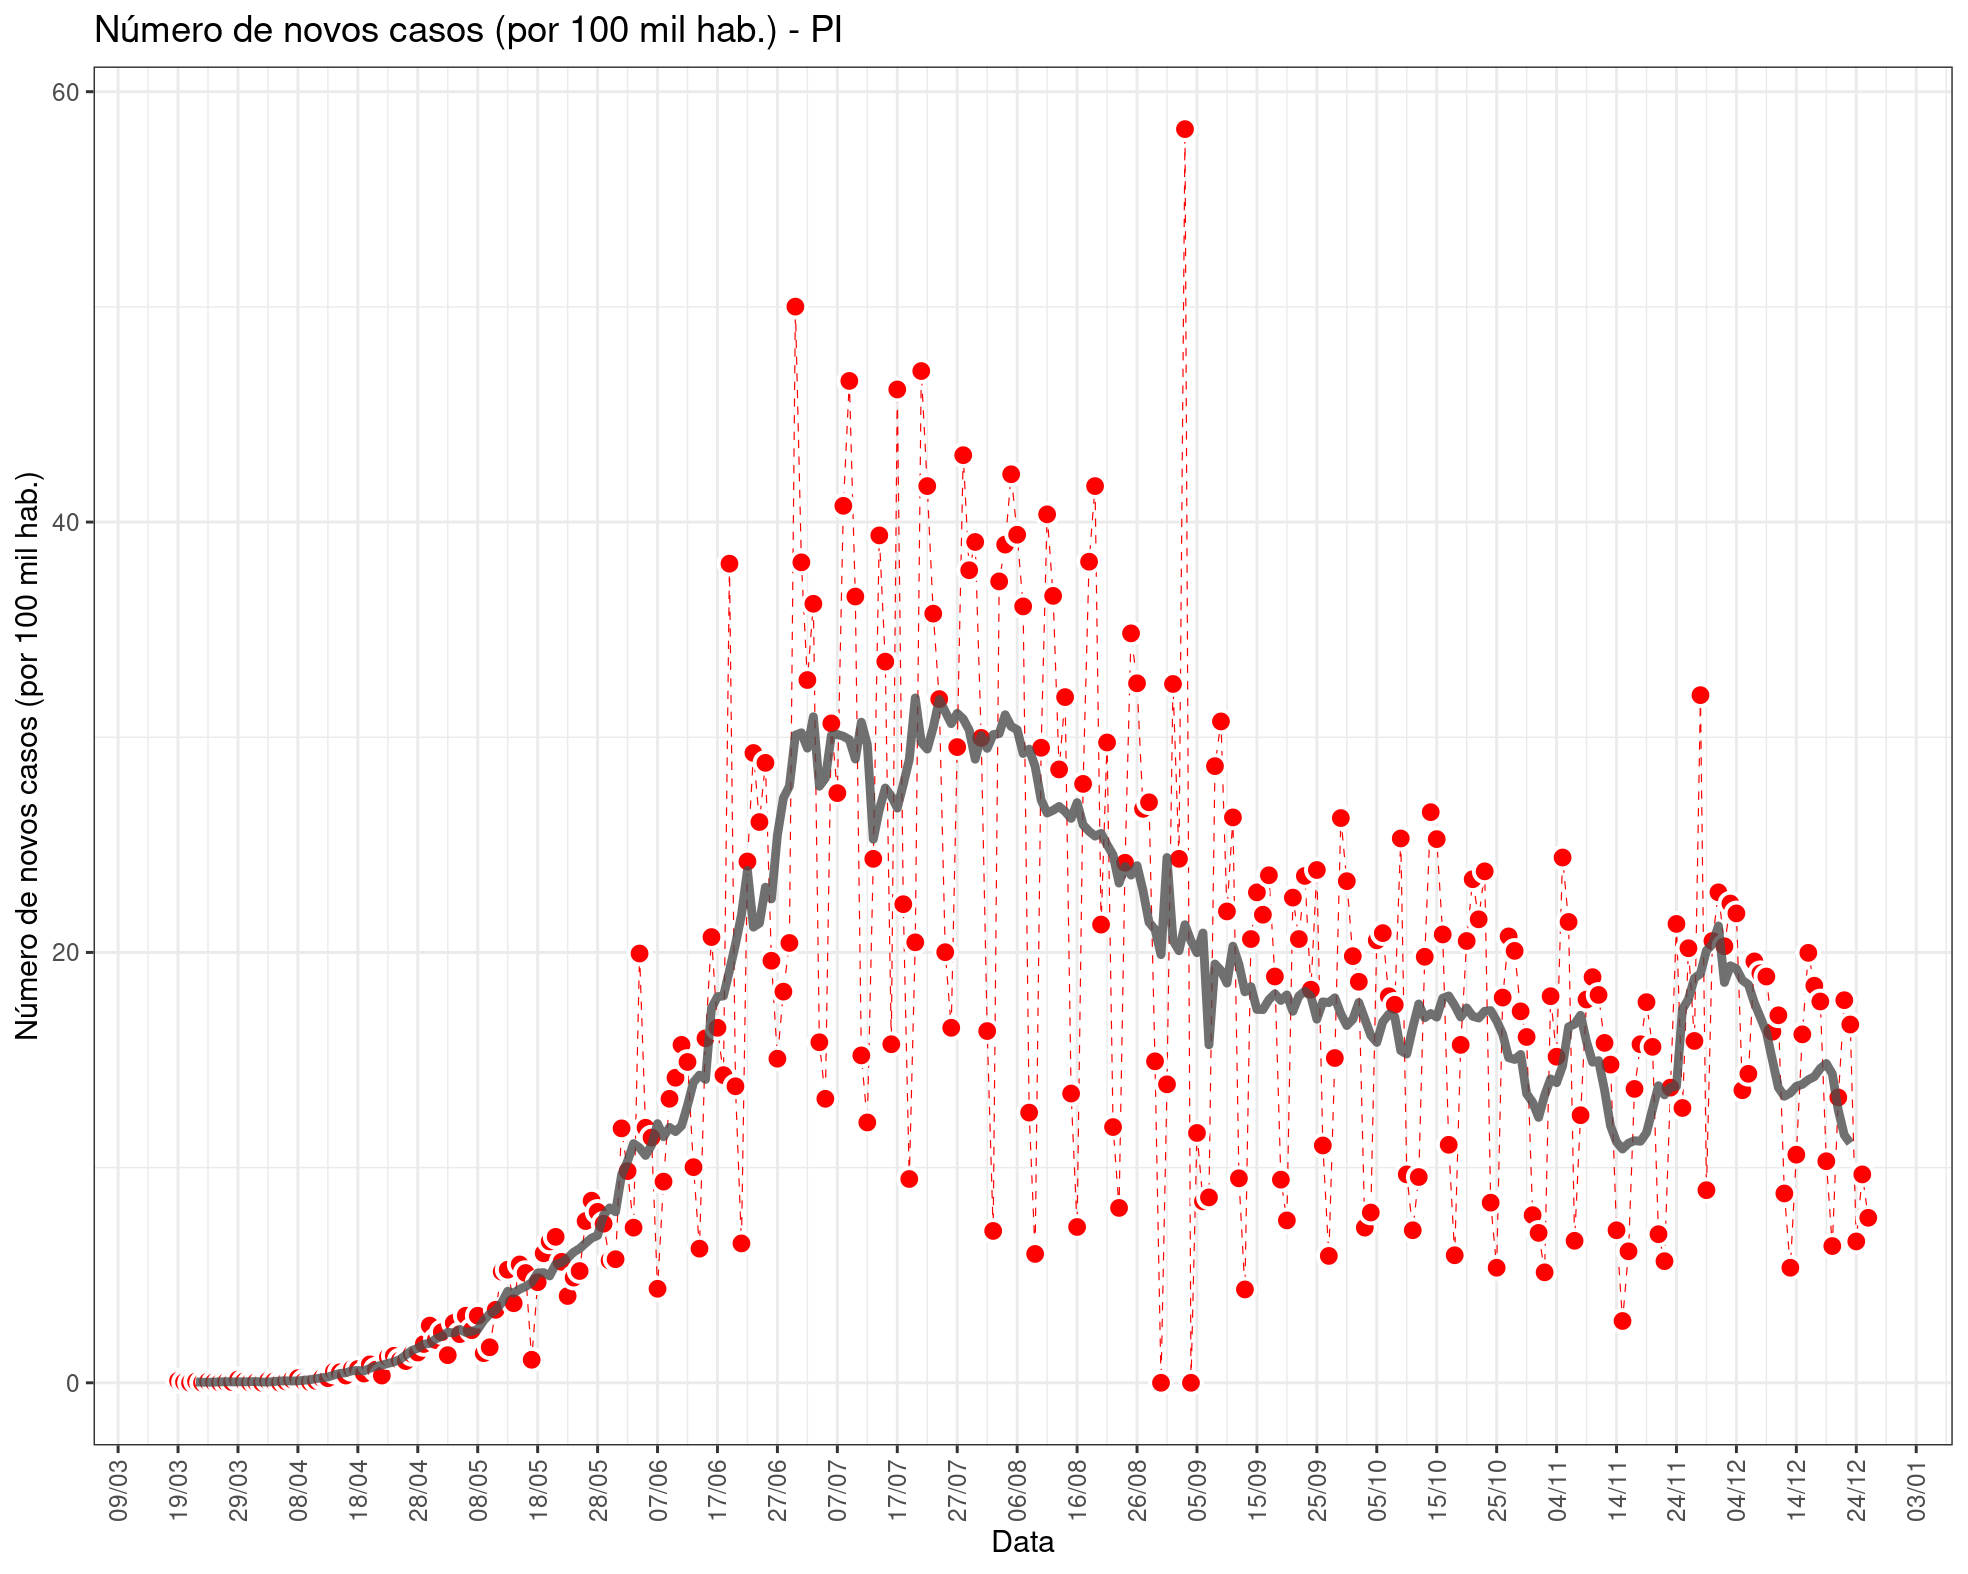 Número de novos casos (por 100 mil hab.) - PI
Número de novos casos (por 100 mil hab.)
60
40
20
0
09/03 19/03 29/03 08/04 18/04 28/04 08/05 18/05 28/05 07/06 17/06 27/06 07/07 17/07 27/07 06/08 16/08 26/08 05/09 15/09 25/09 05/10 15/10 25/10 04/11 14/11 24/11 04/12 14/12 24/12 03/01
Data